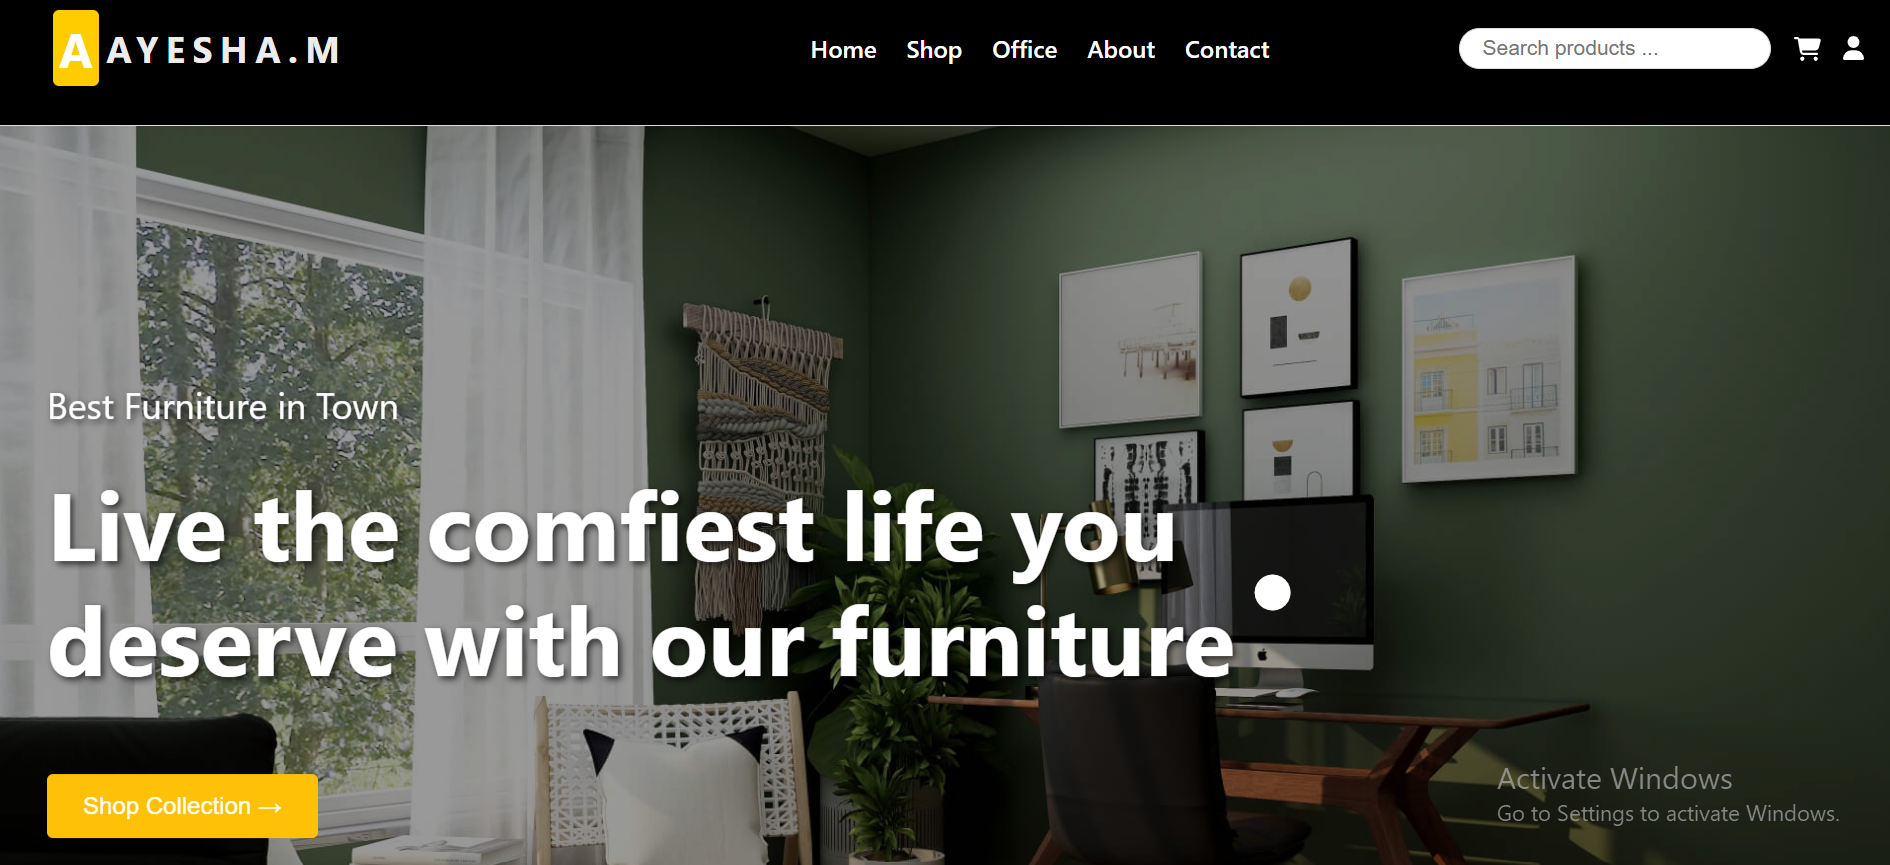 A AYESHA.M
Home Shop Office About Contact
Search products ...
Best Furniture in Town
Live the comfiest life you
deserve with our furniture
Shop Collection →
Activate Windows
Go to Settings to activate Windows.